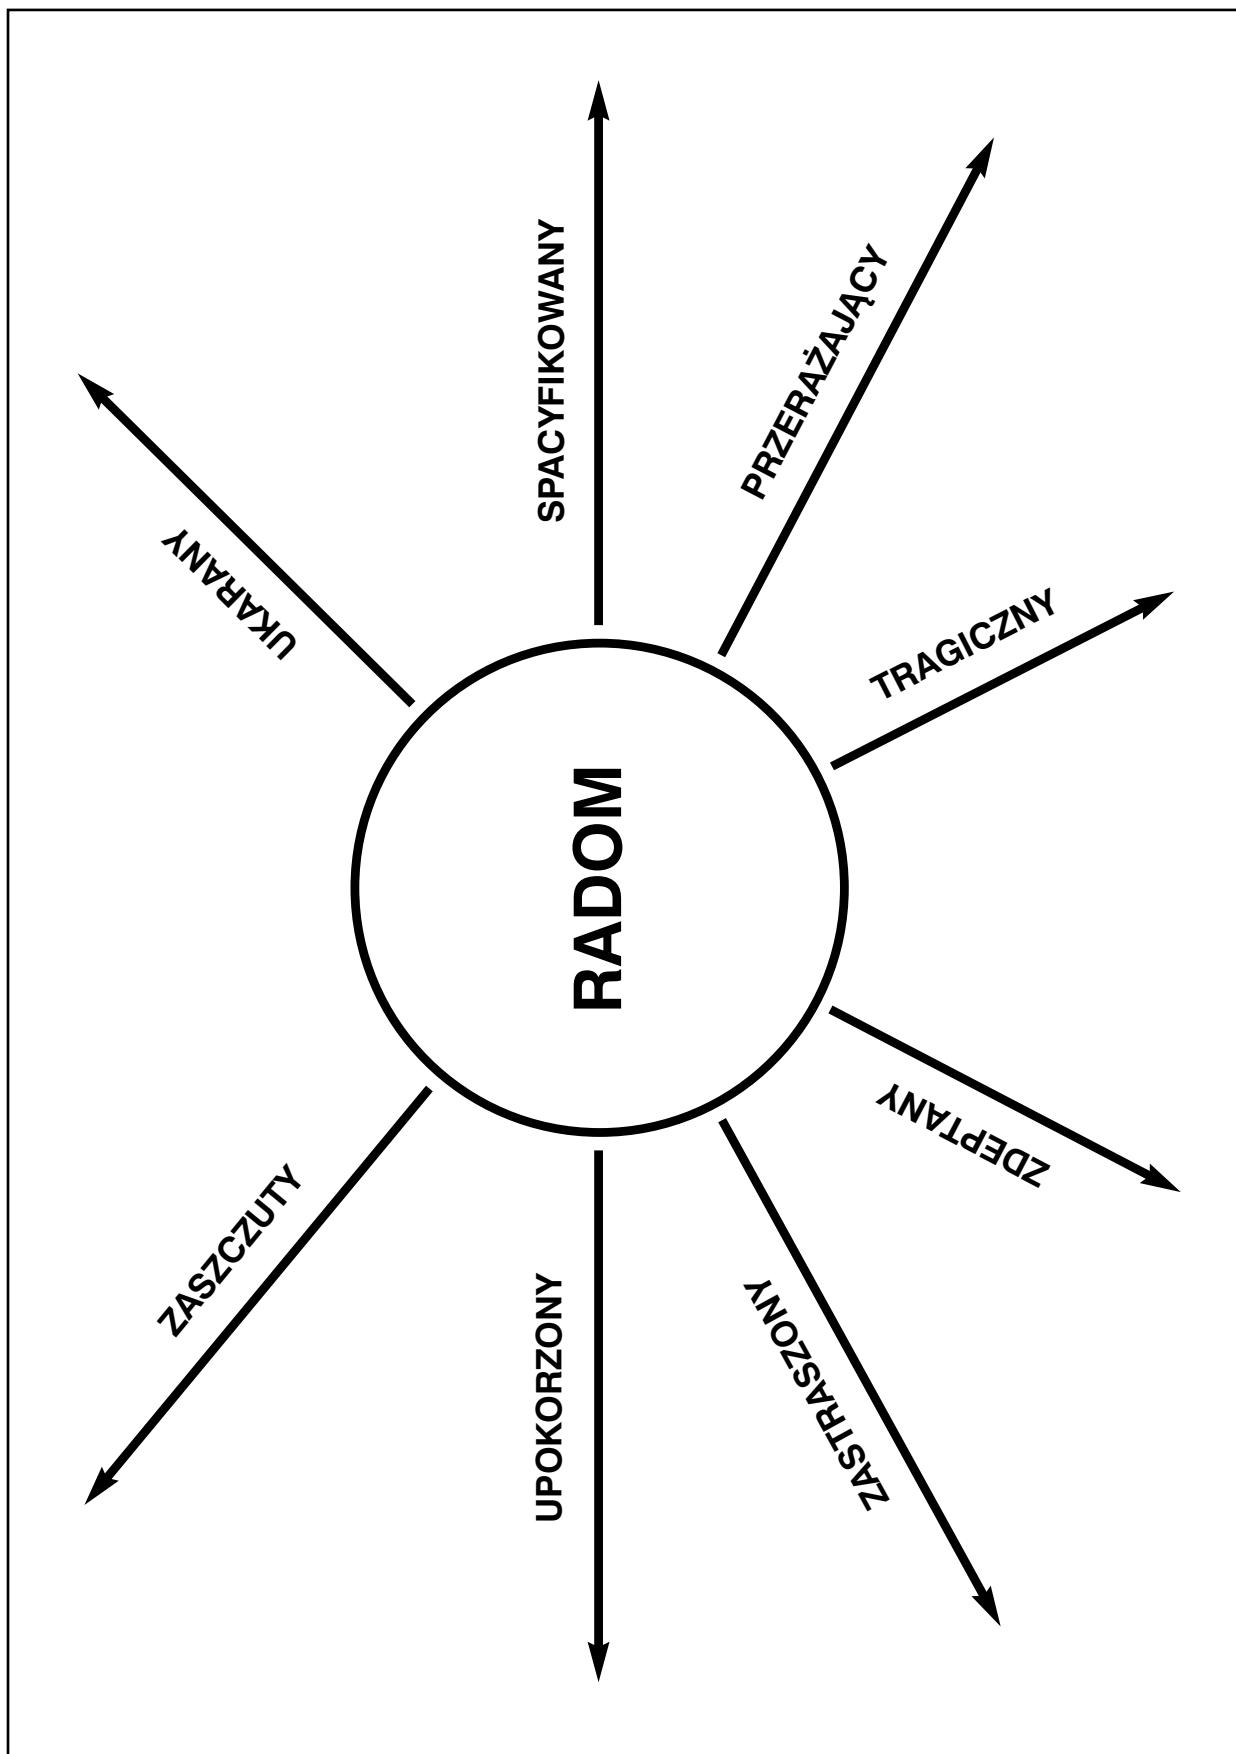 RADOM
SPACYFIKOWANY
PRZERAŻAJĄCY
TRAGICZNY
ZDEPTANY
ZASTRASZONY
UPOKORZONY
ZASZCZUTY
UKARANY